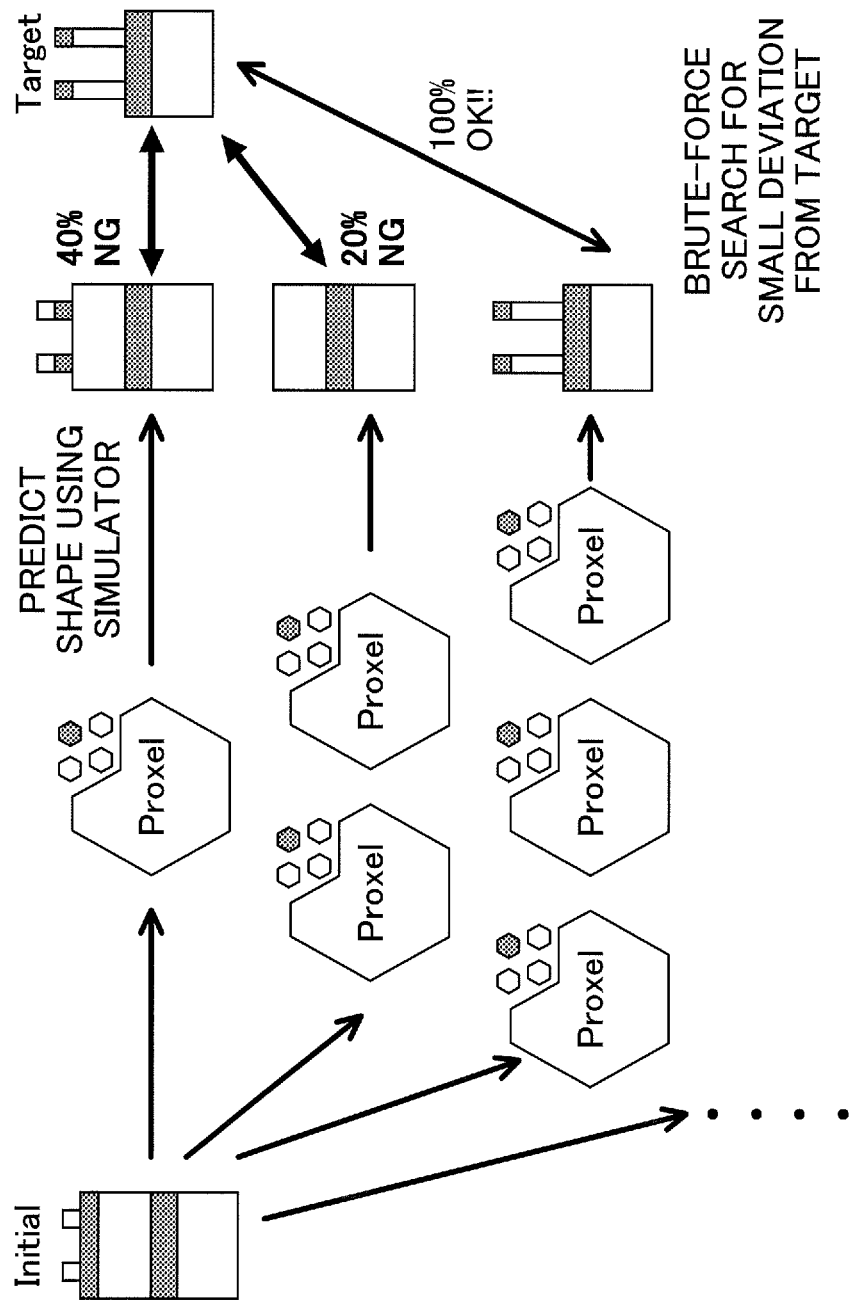 Initial
Proxel
PREDICT
SHAPE USING
SIMULATOR
40%
NG
Target
Proxel
Proxel
20%
NG
100%
OK!!
Proxel
Proxel
Proxel
BRUTE-FORCE
SEARCH FOR
SMALL DEVIATION
FROM TARGET